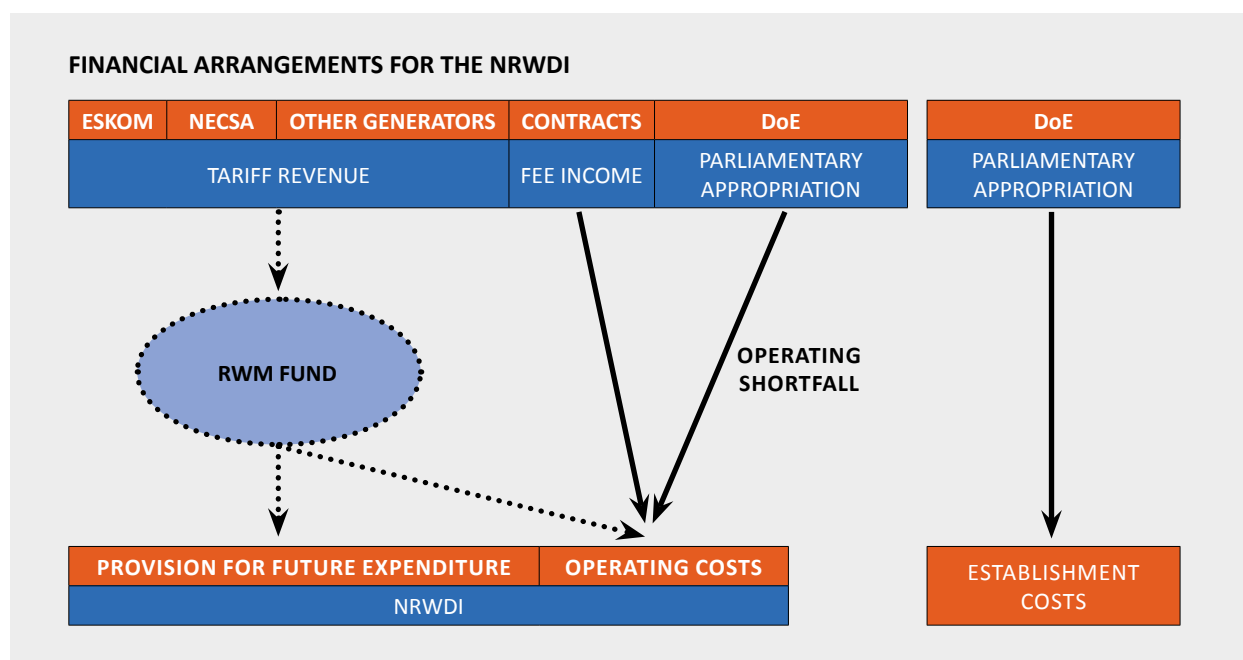 FINANCIAL ARRANGEMENTS FOR THE NRWDI
ESKOM NECSA OTHER GENERATORS CONTRACTS DoE DoE
TARIFF REVENUE
FEE INCOME
PARLIAMENTARY
APPROPRIATION
PARLIAMENTARY
APPROPRIATION
RWM FUND
OPERATING
SHORTFALL
PROVISION FOR FUTURE EXPENDITURE OPERATING COSTS
NRWDI
ESTABLISHMENT
COSTS